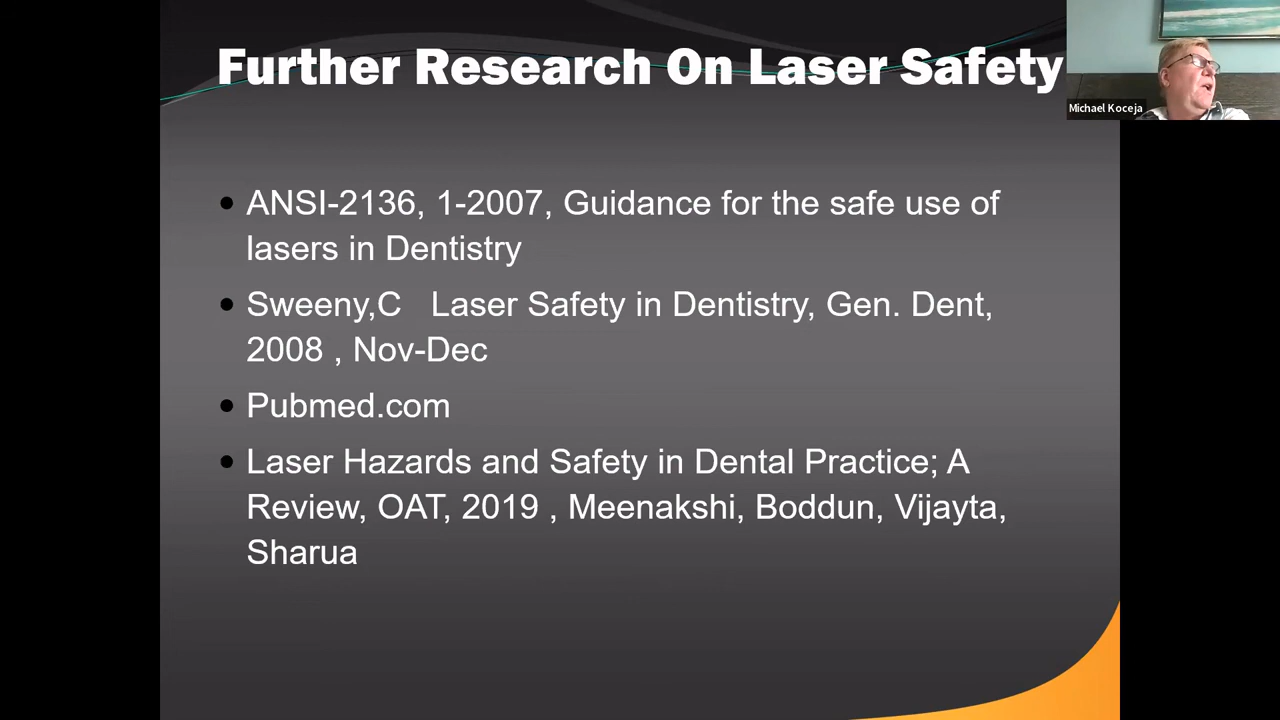 Further Research On Laser Safety
Michael Koceja
• ANSI-2136, 1-2007, Guidance for the safe use of
lasers in Dentistry
• Sweeny,C   Laser Safety in Dentistry, Gen. Dent,
2008 , Nov-Dec
• Pubmed.com
• Laser Hazards and Safety in Dental Practice; A
Review, OAT, 2019 , Meenakshi, Boddun, Vijayta,
Sharua